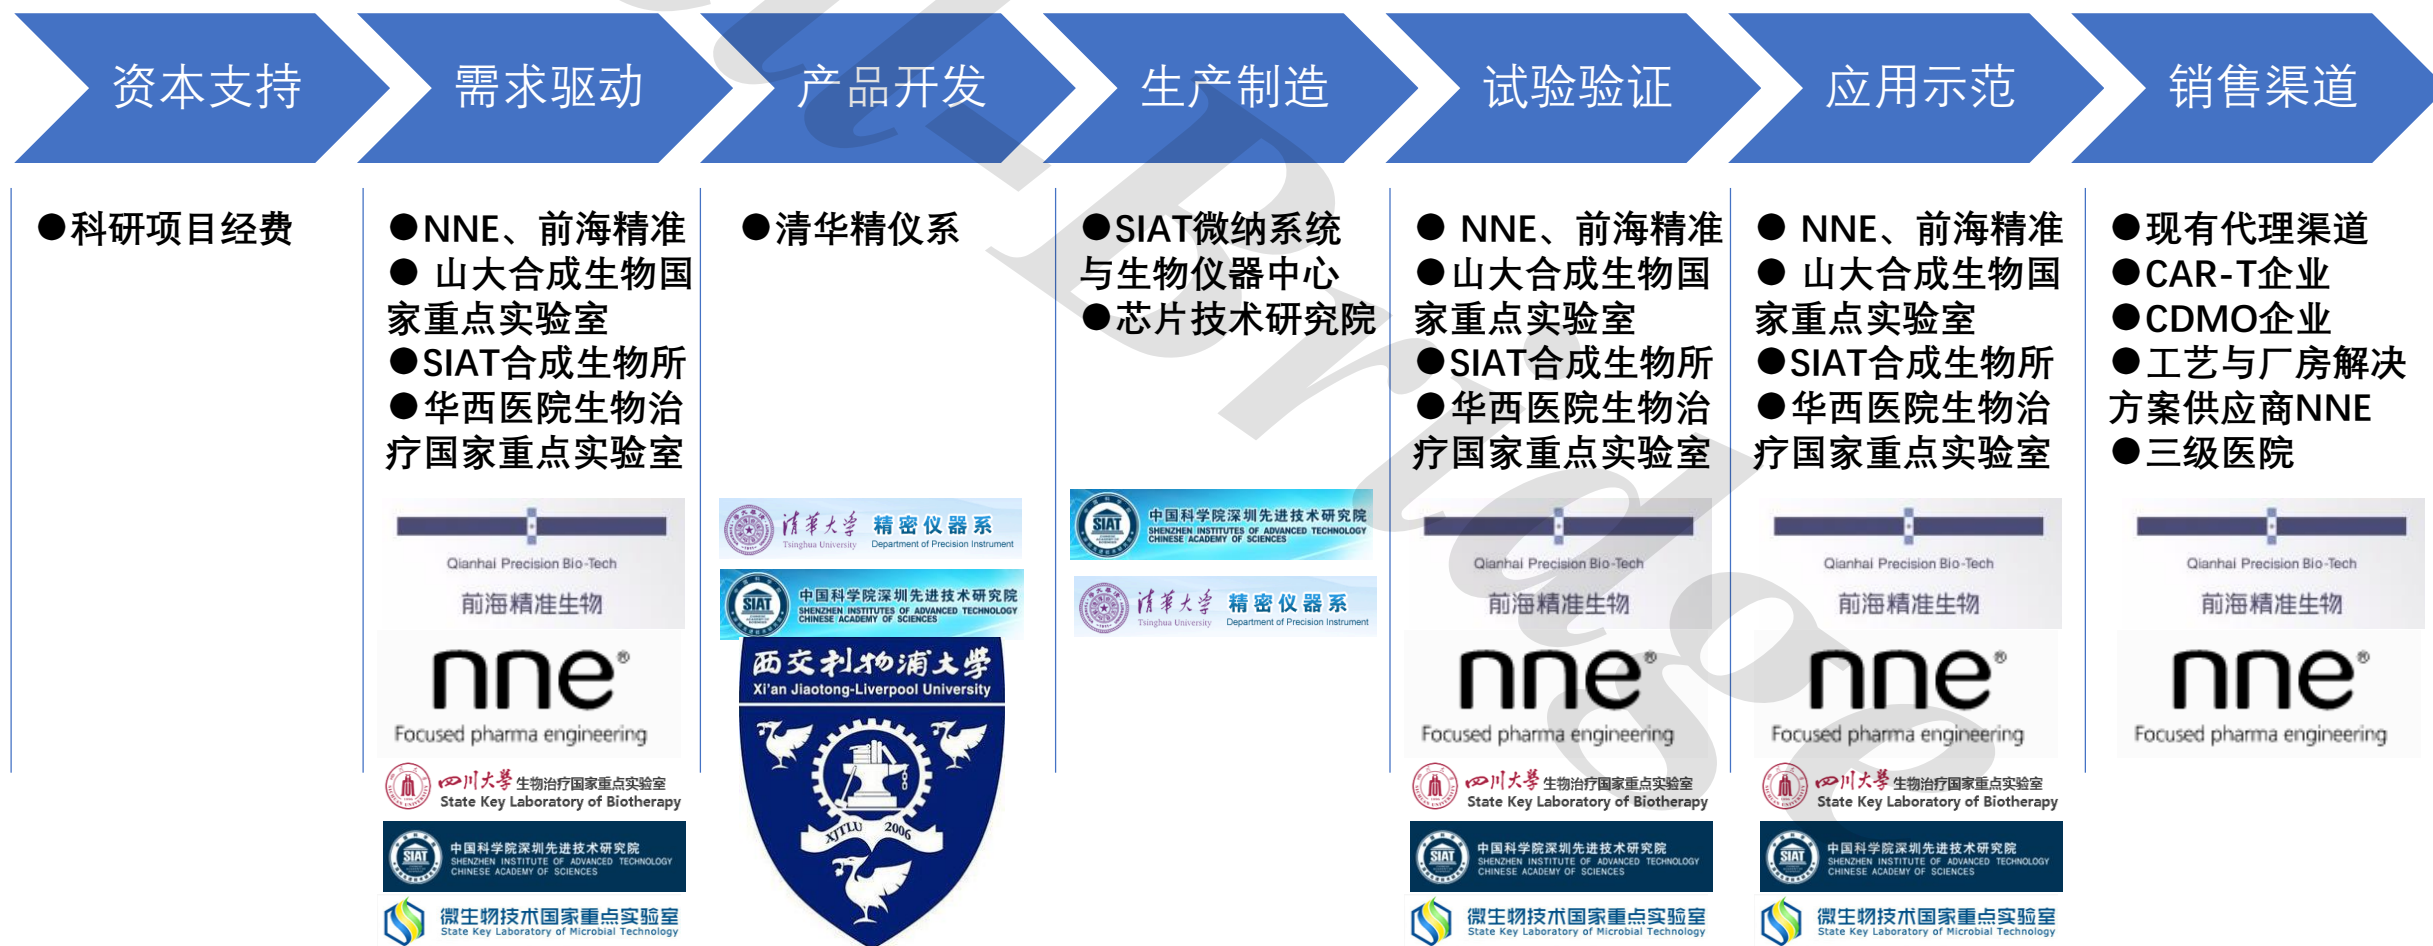 资本支持
需求驱动
产品开发
生产制造
试验验证
应用示范
销售渠道
●科研项目经费
●NNE、前海精准
● 山大合成生物国
家重点实验室
●SIAT合成生物所
●华西医院生物治
疗国家重点实验室
Qianhai Precision Bio-Tech
前海精准生物
nne®
Focused pharma engineering
四川大学 生物治疗国家重点实验室
State Key Laboratory of Biotherapy
SIAT 中国科学院深圳先进技术研究院
SHENZHEN INSTITUTE OF ADVANCED TECHNOLOGY
CHINESE ACADEMY OF SCIENCES
微生物技术国家重点实验室
State Key Laboratory of Microbial Technology
●清华精仪系
清華大学 精密仪器系
Tsinghua University Department of Precision Instrument
SIAT 中国科学院深圳先进技术研究院
SHENZHEN INSTITUTES OF ADVANCED TECHNOLOGY
CHINESE ACADEMY OF SCIENCES
西交利物浦大學
Xi'an Jiaotong-Liverpool University
XJTLU 2006
●SIAT微纳系统
与生物仪器中心
●芯片技术研究院
SIAT 中国科学院深圳先进技术研究院
SHENZHEN INSTITUTES OF ADVANCED TECHNOLOGY
CHINESE ACADEMY OF SCIENCES
清華大学 精密仪器系
Tsinghua University Department of Precision Instrument
● NNE、前海精准
●山大合成生物国
家重点实验室
●SIAT合成生物所
●华西医院生物治
疗国家重点实验室
Qianhai Precision Bio-Tech
前海精准生物
nne®
Focused pharma engineering
四川大学 生物治疗国家重点实验室
State Key Laboratory of Biotherapy
SIAT 中国科学院深圳先进技术研究院
SHENZHEN INSTITUTE OF ADVANCED TECHNOLOGY
CHINESE ACADEMY OF SCIENCES
微生物技术国家重点实验室
State Key Laboratory of Microbial Technology
● NNE、前海精准
● 山大合成生物国
家重点实验室
●SIAT合成生物所
●华西医院生物治
疗国家重点实验室
Qianhai Precision Bio-Tech
前海精准生物
nne®
Focused pharma engineering
四川大学 生物治疗国家重点实验室
State Key Laboratory of Biotherapy
SIAT 中国科学院深圳先进技术研究院
SHENZHEN INSTITUTE OF ADVANCED TECHNOLOGY
CHINESE ACADEMY OF SCIENCES
微生物技术国家重点实验室
State Key Laboratory of Microbial Technology
●现有代理渠道
●CAR-T企业
●CDMO企业
●工艺与厂房解决
方案供应商NNE
●三级医院
Qianhai Precision Bio-Tech
前海精准生物
nne®
Focused pharma engineering
Bridge